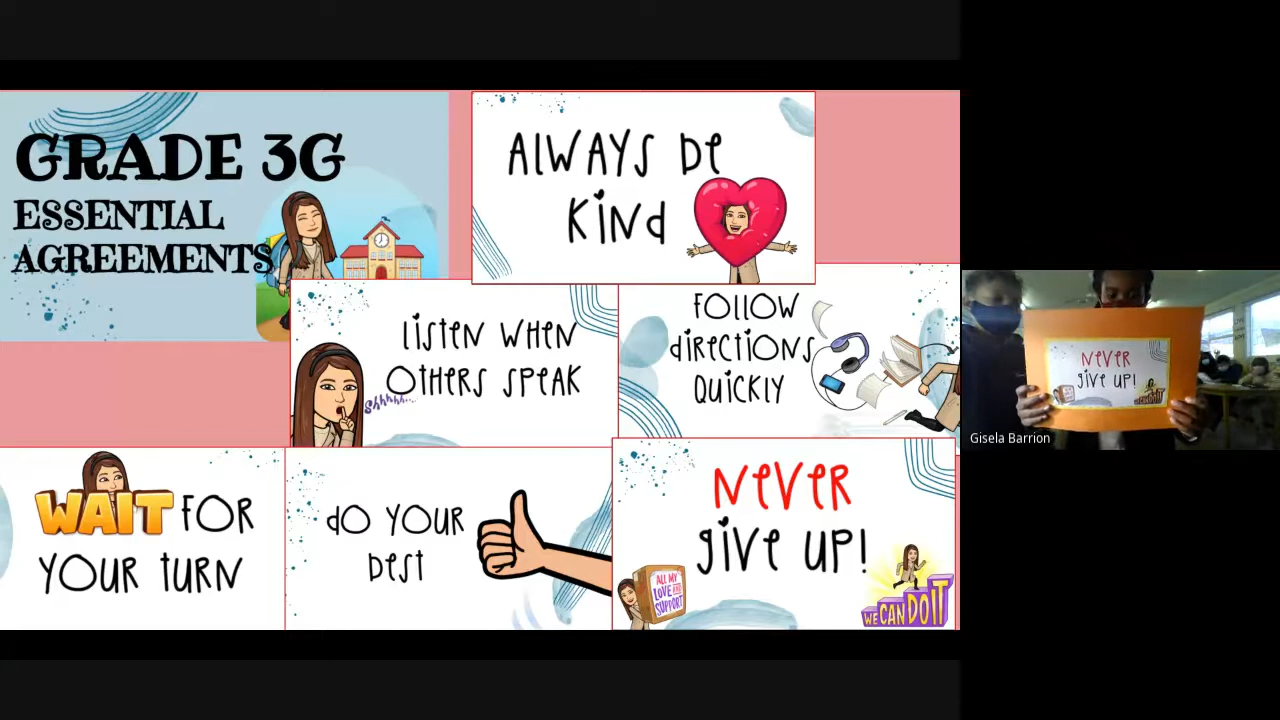 GRADE 3G
ESSENTIAL
AGREEMENTS
ALWAYS BE
KIND
LISTEN WHEN
OTHERS SPEAK
Shhhhh...
FOLLOW
DIRECTIONS
QUICKLY
WAIT FOR
YOUR TURN
DO YOUR
BEST
NEVER
GIVE UP!
ALL MY
LOVE AND
SUPPORT
WE CAN DO IT
NEVER
GIVE UP!
Gisela Barrion